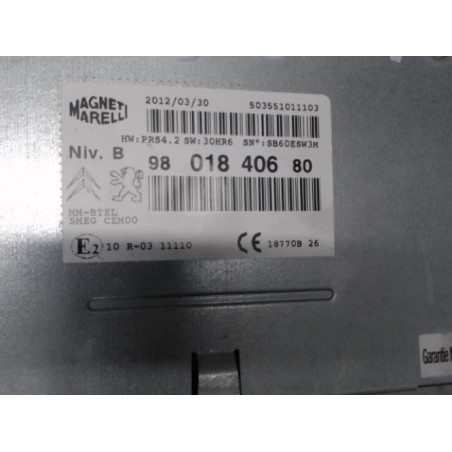 MAGNETI
MARELLI
2012/03/30 503551011103
HW:PRS4.2 SW:30HR6 SN°:SB60ESW3M
Niv. B 98 018 406 80
MM-BTEL
SMEG CEM00
E2 10 R-03 11110 CE 18770B 26
Garantie